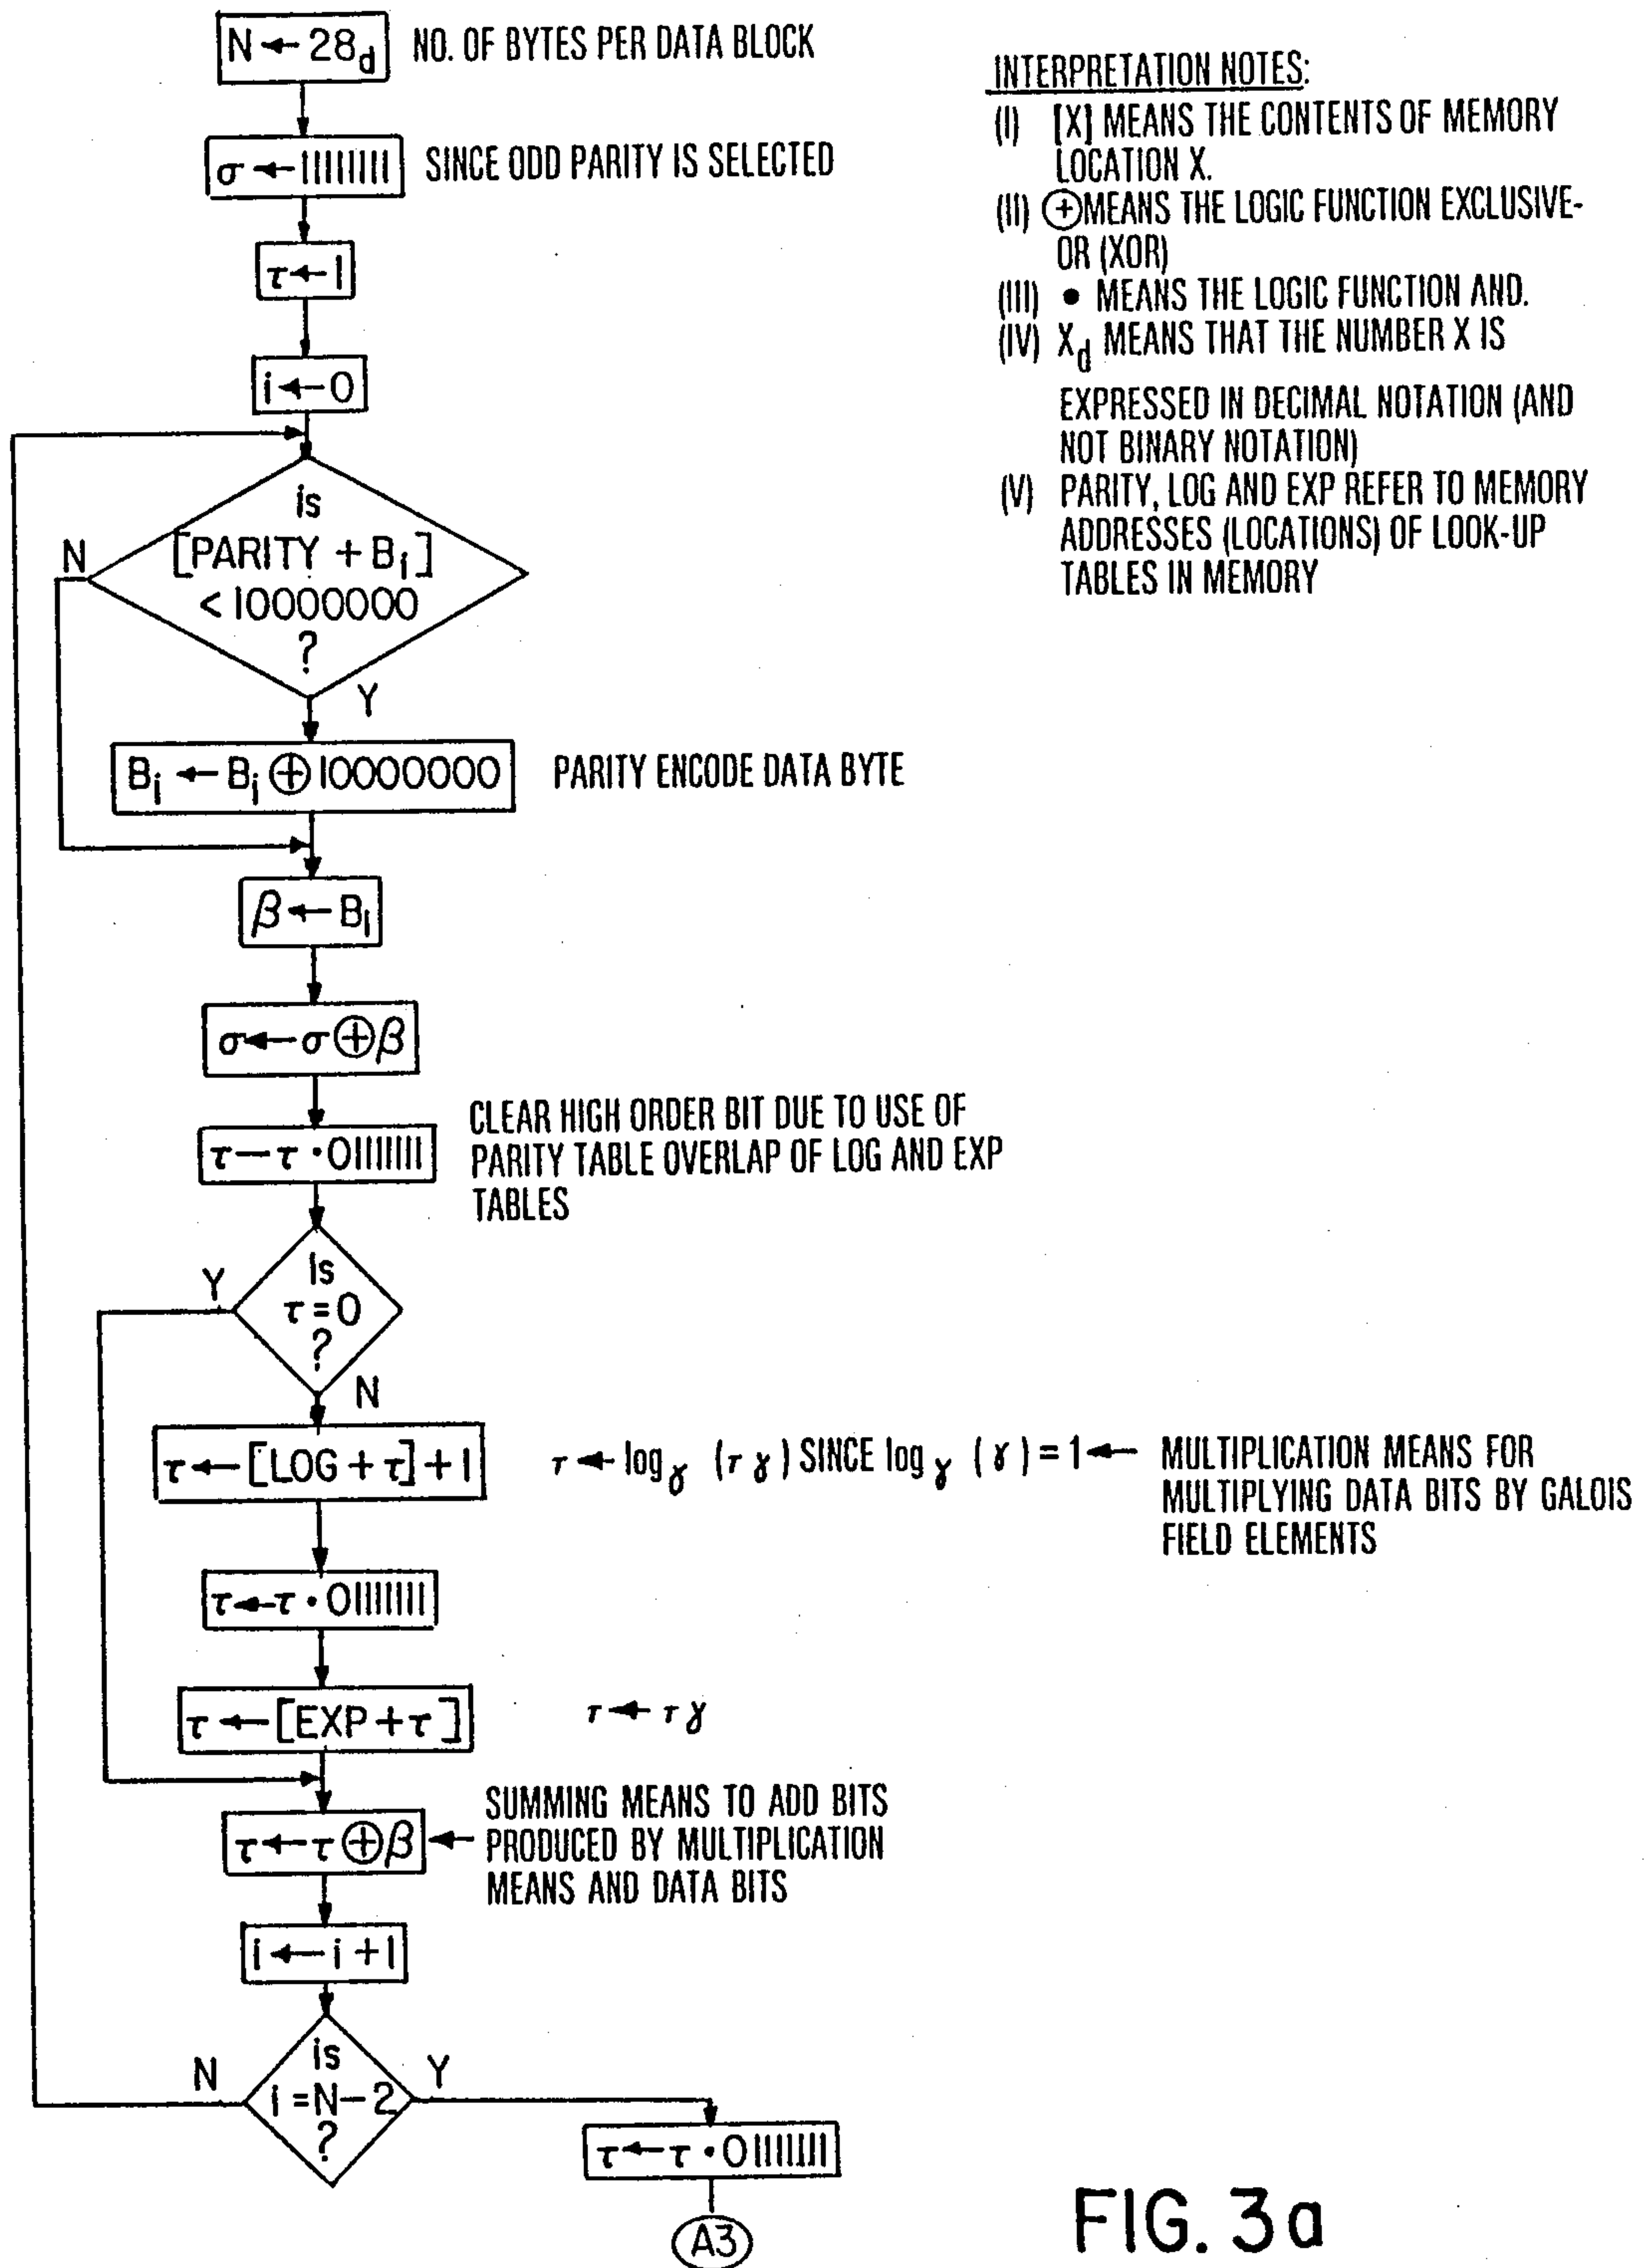 N ← 28d NO. OF BYTES PER DATA BLOCK
σ ← 11111111 SINCE ODD PARITY IS SELECTED
τ ← 1
i ← 0
is
[PARITY + Bi]
< 10000000
?
N
Y
Bi ← Bi ⊕ 10000000 PARITY ENCODE DATA BYTE
β ← Bi
σ ← σ ⊕ β
τ — τ · 01111111
CLEAR HIGH ORDER BIT DUE TO USE OF
PARITY TABLE OVERLAP OF LOG AND EXP
TABLES
Is
τ = 0
?
Y
N
τ ← [LOG + τ] + 1
τ ← logγ (τ γ) SINCE logγ (γ) = 1 ← MULTIPLICATION MEANS FOR
MULTIPLYING DATA BITS BY GALOIS
FIELD ELEMENTS
τ ← τ · 01111111
τ ← [EXP + τ] τ ← τ γ
τ ← τ ⊕ β ←
SUMMING MEANS TO ADD BITS
PRODUCED BY MULTIPLICATION
MEANS AND DATA BITS
i ← i + 1
is
i = N − 2
?
N
Y
τ ← τ · 01111111
A3
INTERPRETATION NOTES:
(I) [X] MEANS THE CONTENTS OF MEMORY
LOCATION X.
(II) ⊕ MEANS THE LOGIC FUNCTION EXCLUSIVE-
OR (XOR)
(III) • MEANS THE LOGIC FUNCTION AND.
(IV) Xd MEANS THAT THE NUMBER X IS
EXPRESSED IN DECIMAL NOTATION (AND
NOT BINARY NOTATION)
(V) PARITY, LOG AND EXP REFER TO MEMORY
ADDRESSES (LOCATIONS) OF LOOK-UP
TABLES IN MEMORY
FIG. 3a